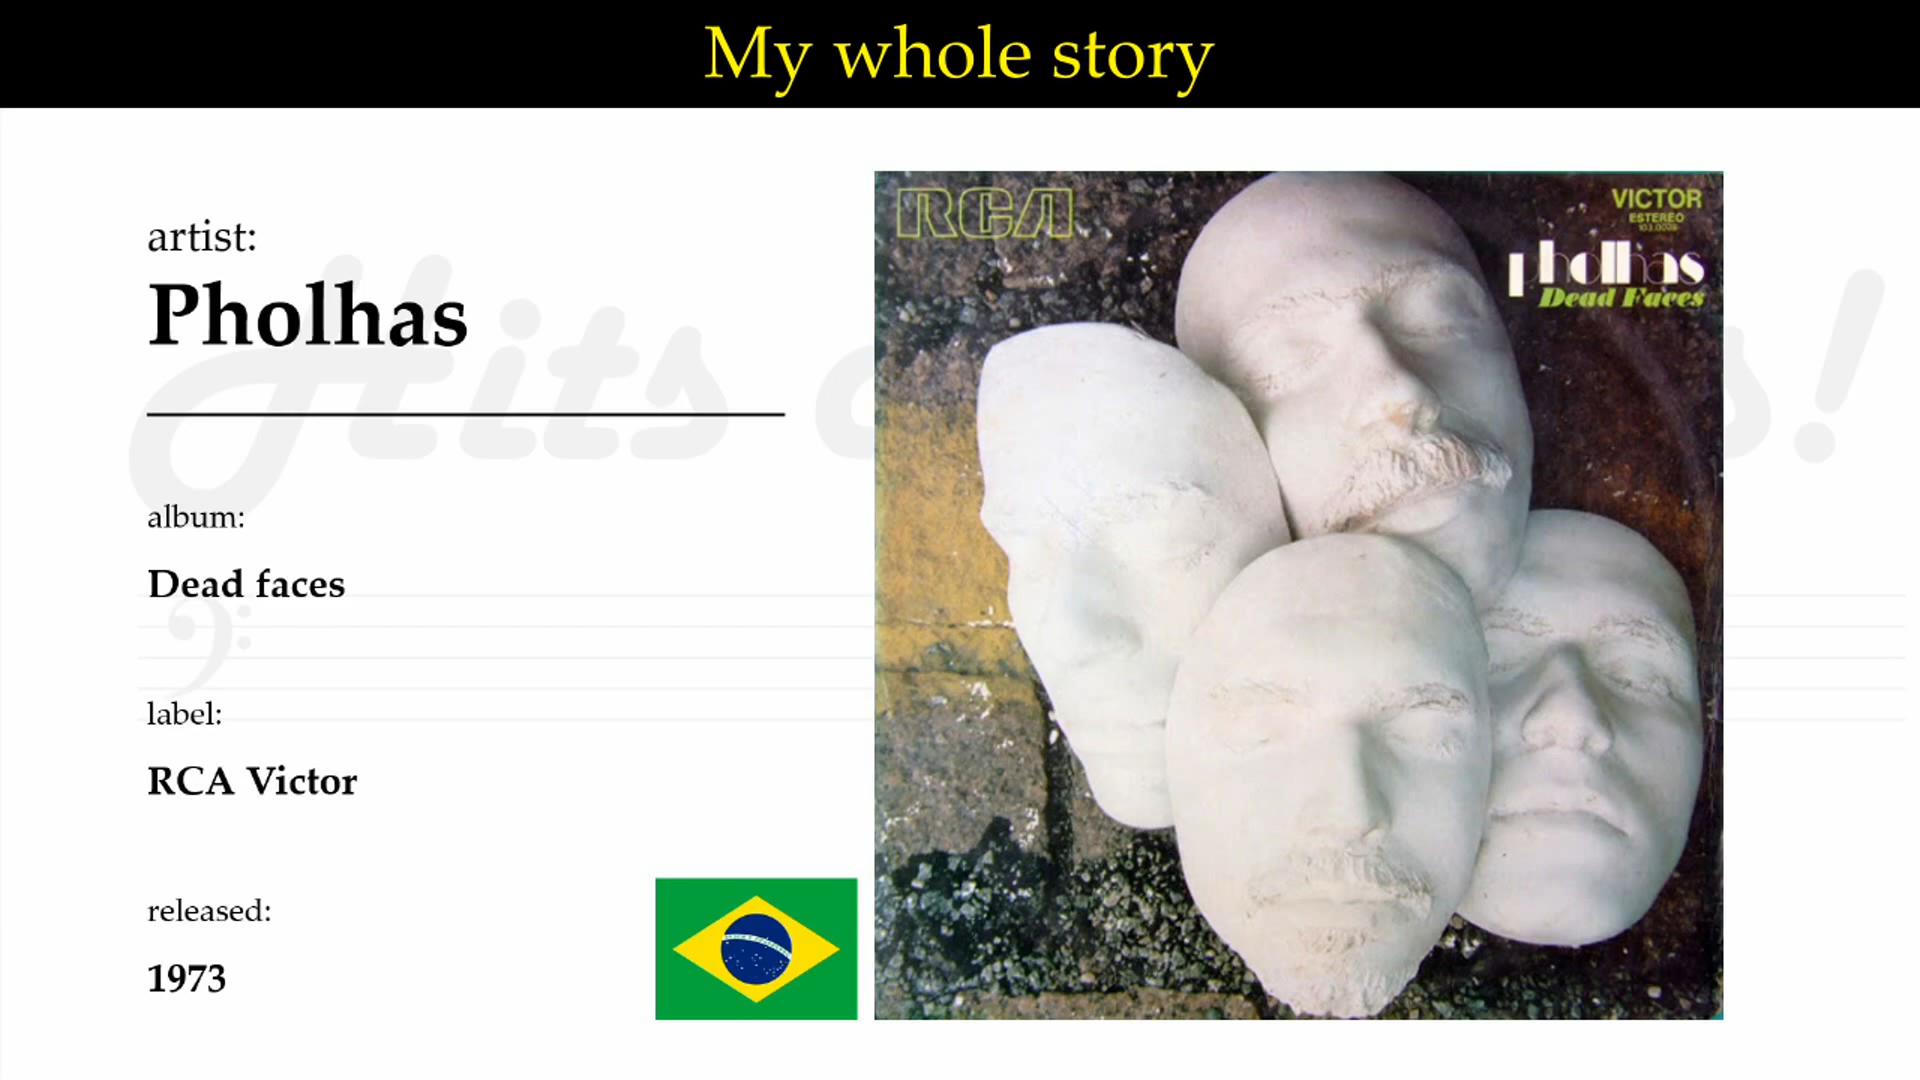 My whole story
artist:
Pholhas
album:
Dead faces
label:
RCA Victor
released:
1973
RCA
VICTOR
ESTEREO
pholhas
Dead Faces
Hits